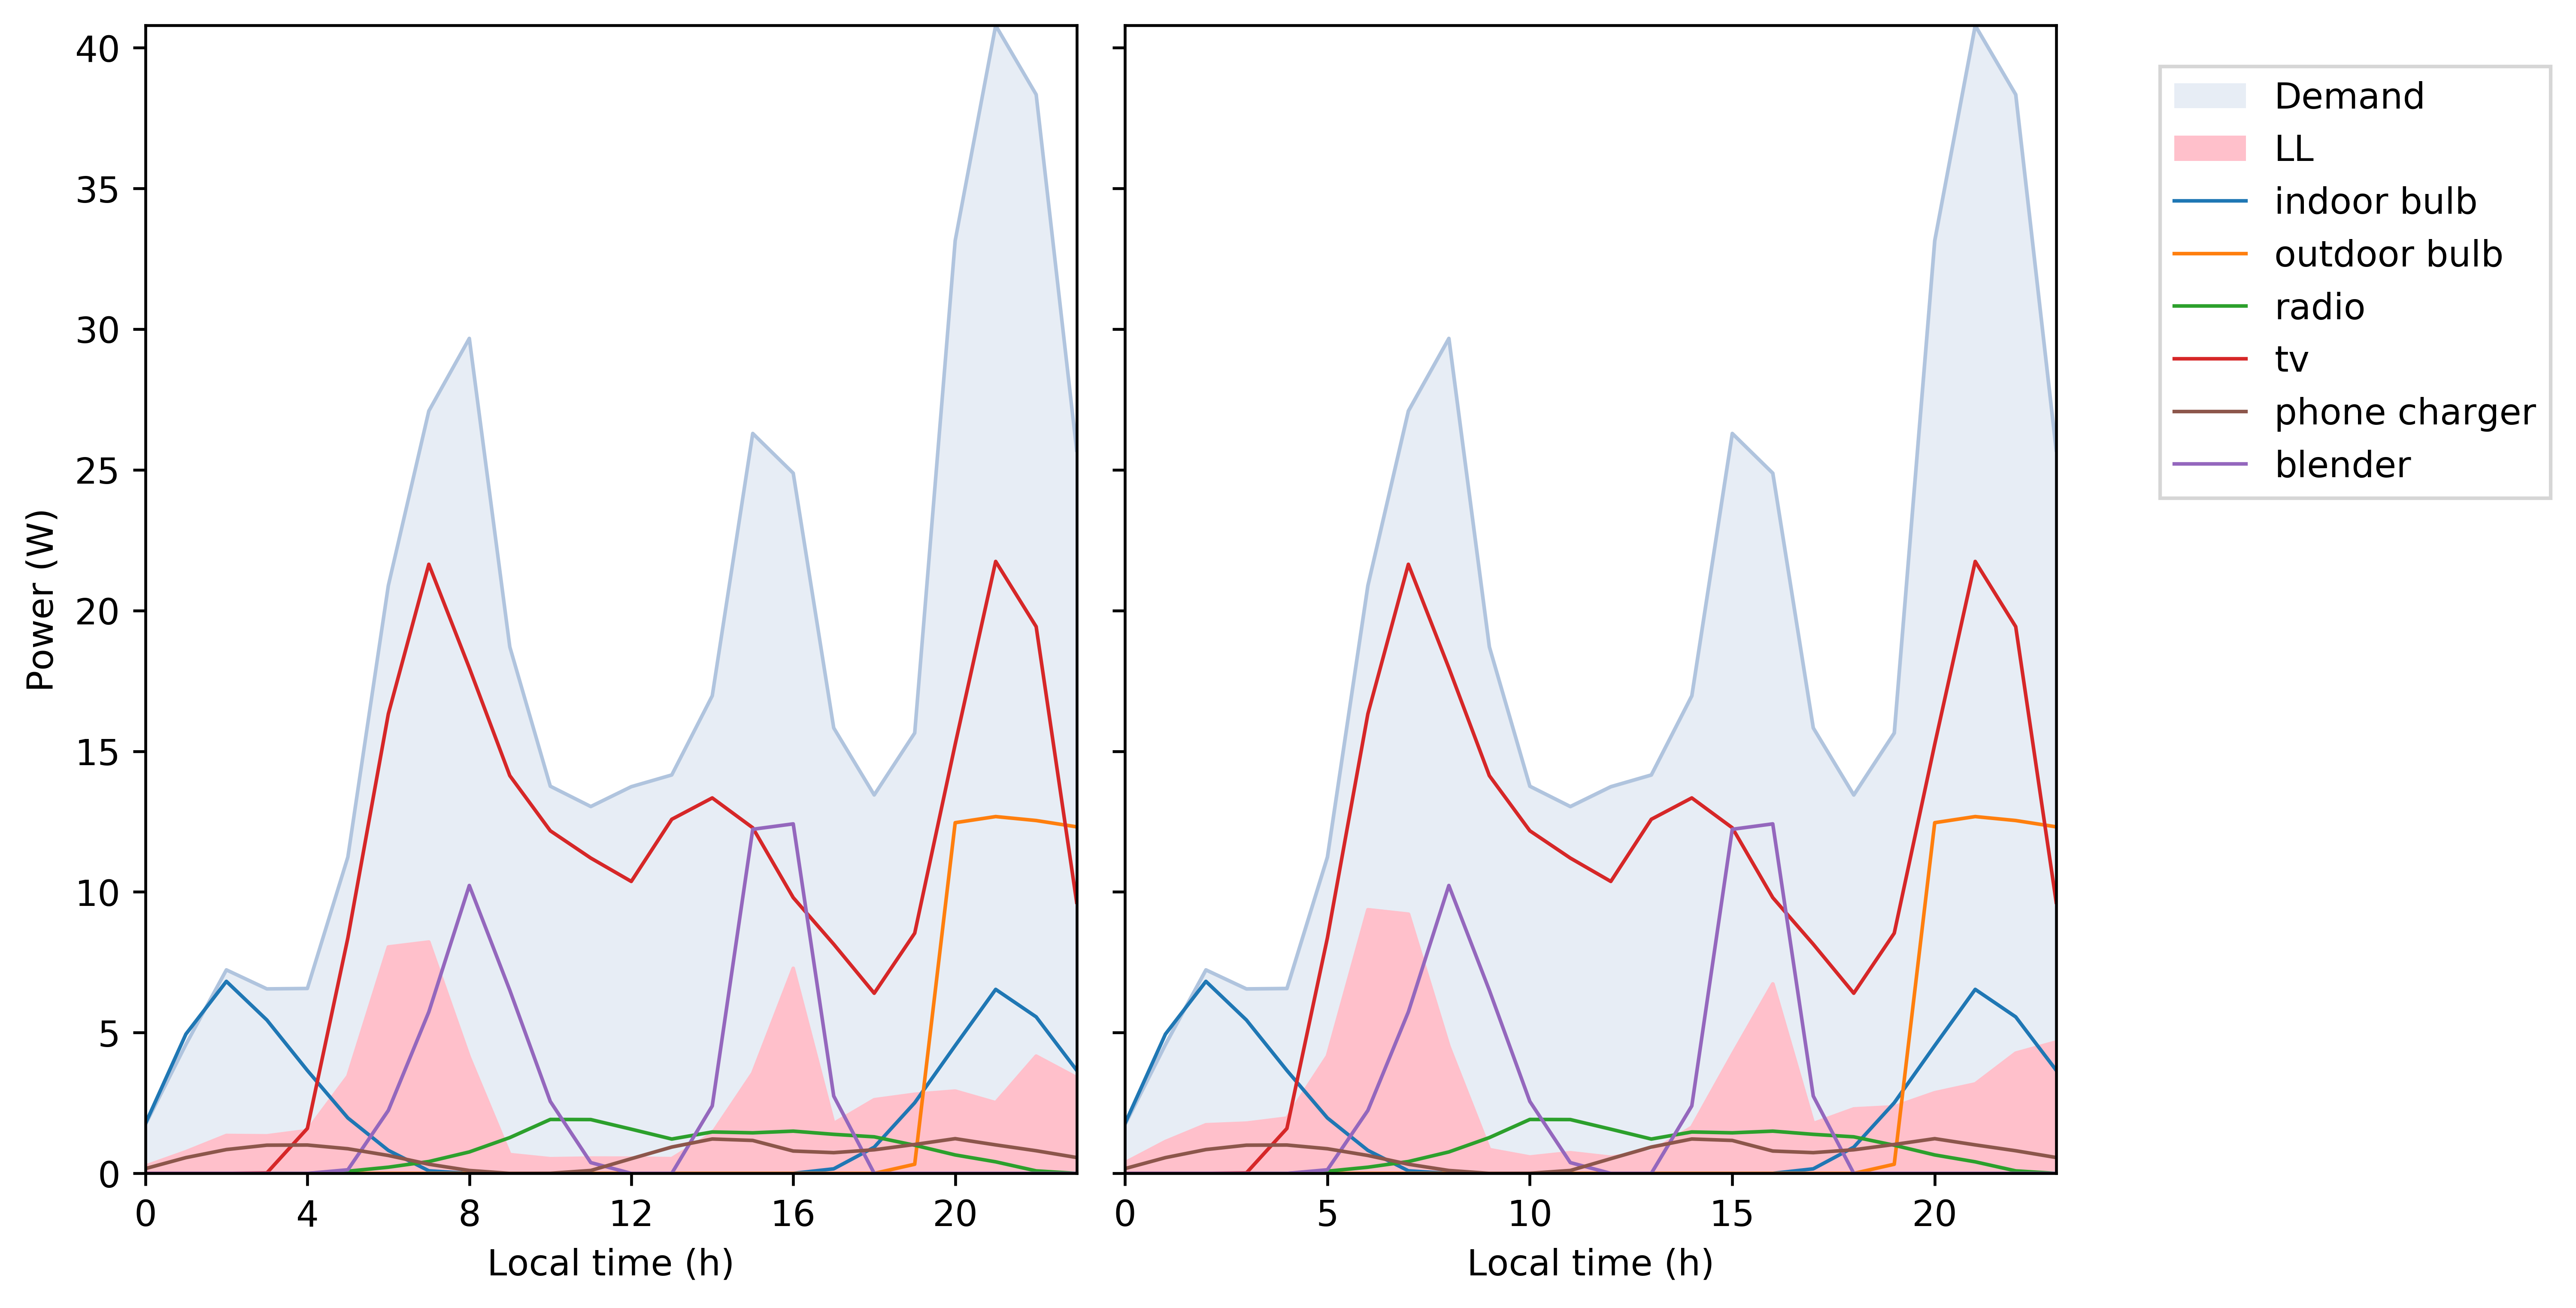 40
35
30
25
20
15
10
5
0
Power (W)
0 4 8 12 16 20
Local time (h)
0 5 10 15 20
Local time (h)
Demand
LL
indoor bulb
outdoor bulb
radio
tv
phone charger
blender